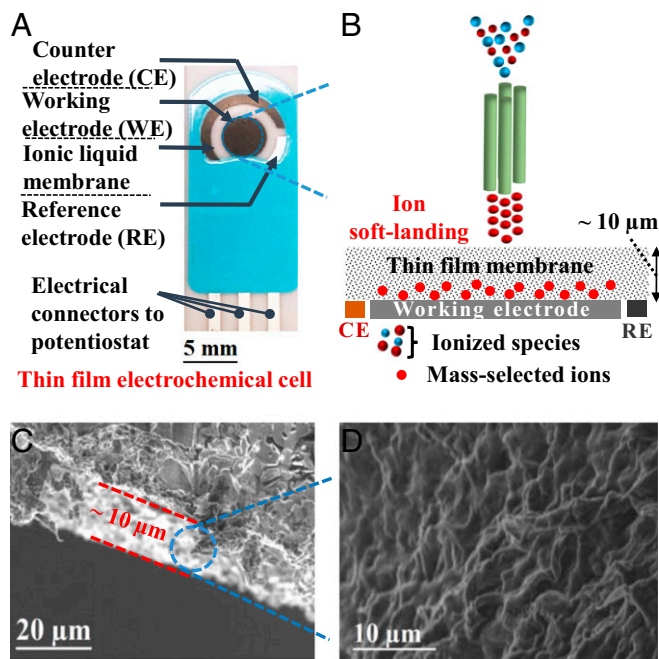 A
Counter
electrode (CE)
Working
electrode (WE)
Ionic liquid
membrane
Reference
electrode (RE)
Electrical
connectors to
potentiostat
5 mm
Thin film electrochemical cell
B
Ion
soft-landing
~ 10 µm
Thin film membrane
Working electrode
CE
RE
Ionized species
Mass-selected ions
C
~ 10 µm
20 µm
D
10 µm